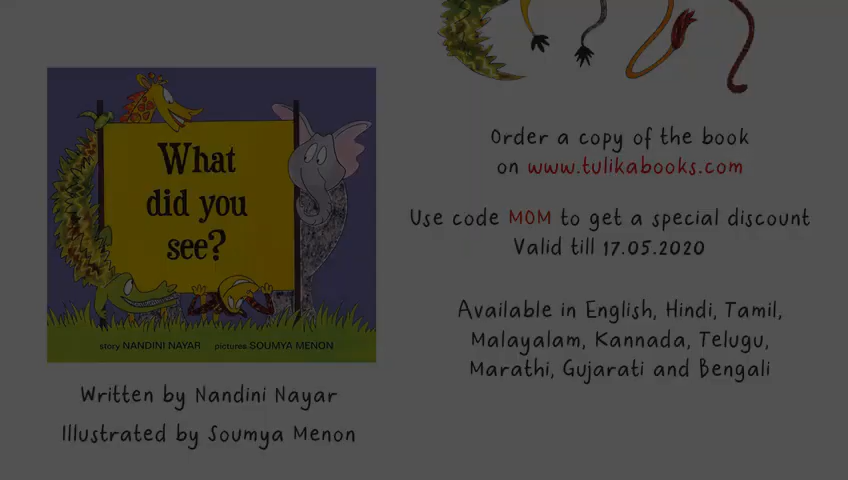 What
did you
see?
story NANDINI NAYAR pictures SOUMYA MENON
Written by Nandini Nayar
Illustrated by Soumya Menon
Order a copy of the book
on www.tulikabooks.com
Use code MOM to get a special discount
Valid till 17.05.2020
Available in English, Hindi, Tamil,
Malayalam, Kannada, Telugu,
Marathi, Gujarati and Bengali